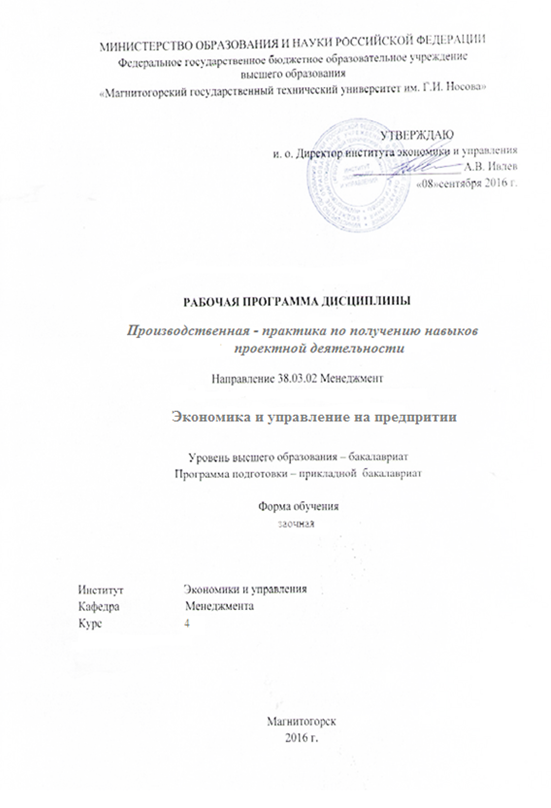 МИНИСТЕРСТВО ОБРАЗОВАНИЯ И НАУКИ РОССИЙСКОЙ ФЕДЕРАЦИИ
Федеральное государственное бюджетное образовательное учреждение
высшего образования
«Магнитогорский государственный технический университет им. Г.И. Носова»
УТВЕРЖДАЮ
и. о. Директор института экономики и управления
А.В. Ивлев
«08»сентября 2016 г.
РАБОЧАЯ ПРОГРАММА ДИСЦИПЛИНЫ
Производственная - практика по получению навыков
проектной деятельности
Направление 38.03.02 Менеджмент
Экономика и управление на предпритии
Уровень высшего образования – бакалавриат
Программа подготовки – прикладной бакалавриат
Форма обучения
заочная
Институт Экономики и управления
Кафедра Менеджмента
Курс 4
Магнитогорск
2016 г.